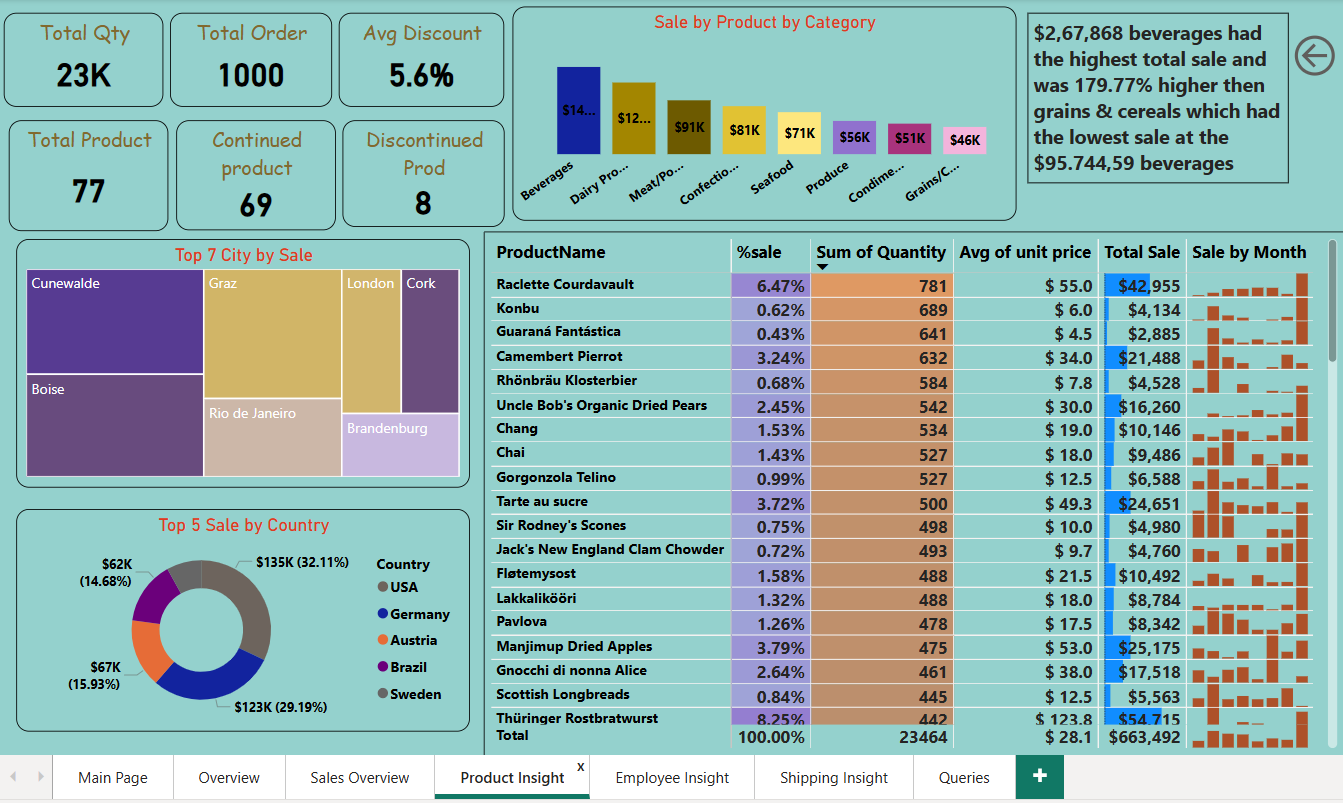 Total Qty
23K
Total Order
1000
Avg Discount
5.6%
Total Product
77
Continued
product
69
Discontinued
Prod
8
Sale by Product by Category
$14...
$12...
$91K
$81K
$71K
$56K
$51K
$46K
Beverages
Dairy Pro...
Meat/Po...
Confectio...
Seafood
Produce
Condime...
Grains/C...
$2,67,868 beverages had
the highest total sale and
was 179.77% higher then
grains & cereals which had
the lowest sale at the
$95.744,59 beverages
Top 7 City by Sale
Cunewalde
Boise
Graz
Rio de Janeiro
London
Cork
Brandenburg
Top 5 Sale by Country
$135K (32.11%)
$123K (29.19%)
$67K
(15.93%)
$62K
(14.68%)
Country
USA
Germany
Austria
Brazil
Sweden
ProductName %sale Sum of Quantity Avg of unit price Total Sale Sale by Month
Raclette Courdavault 6.47% 781 $ 55.0 $42,955
Konbu 0.62% 689 $ 6.0 $4,134
Guaraná Fantástica 0.43% 641 $ 4.5 $2,885
Camembert Pierrot 3.24% 632 $ 34.0 $21,488
Rhönbräu Klosterbier 0.68% 584 $ 7.8 $4,528
Uncle Bob's Organic Dried Pears 2.45% 542 $ 30.0 $16,260
Chang 1.53% 534 $ 19.0 $10,146
Chai 1.43% 527 $ 18.0 $9,486
Gorgonzola Telino 0.99% 527 $ 12.5 $6,588
Tarte au sucre 3.72% 500 $ 49.3 $24,651
Sir Rodney's Scones 0.75% 498 $ 10.0 $4,980
Jack's New England Clam Chowder 0.72% 493 $ 9.7 $4,760
Fløtemysost 1.58% 488 $ 21.5 $10,492
Lakkalikööri 1.32% 488 $ 18.0 $8,784
Pavlova 1.26% 478 $ 17.5 $8,342
Manjimup Dried Apples 3.79% 475 $ 53.0 $25,175
Gnocchi di nonna Alice 2.64% 461 $ 38.0 $17,518
Scottish Longbreads 0.84% 445 $ 12.5 $5,563
Thüringer Rostbratwurst 8.25% 442 $ 123.8 $54,715
Total 100.00% 23464 $ 28.1 $663,492
Main Page Overview Sales Overview Product Insight x Employee Insight Shipping Insight Queries +